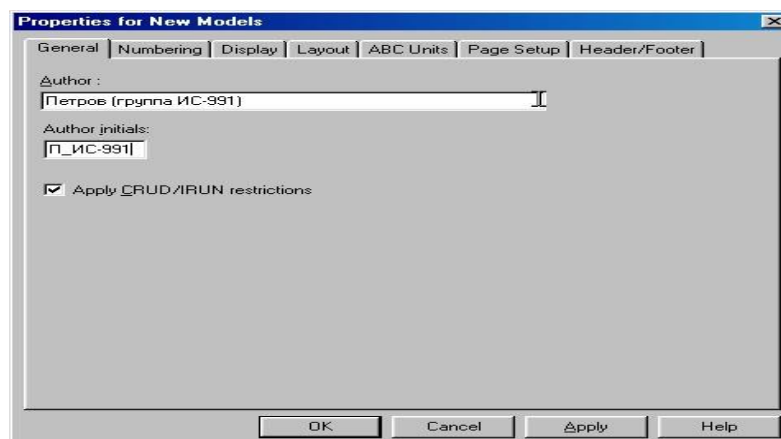 Properties for New Models
General Numbering Display Layout ABC Units Page Setup Header/Footer
Author :
Петров (группа ИС-991)
Author initials:
П_ИС-991
Apply CRUD/IRUN restrictions
OK Cancel Apply Help